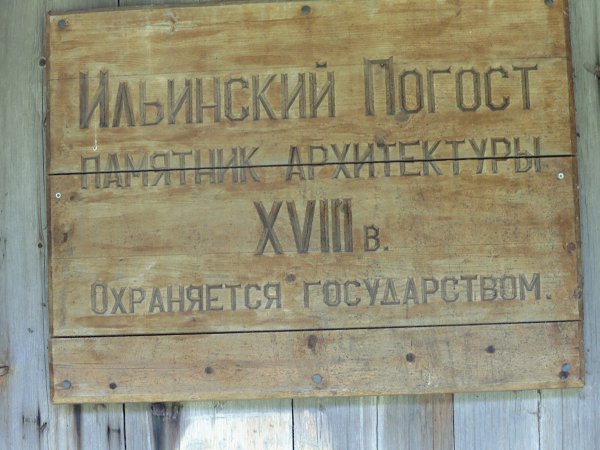 Ильинский Погост
памятник архитектуры
XVIII в.
Охраняется государством.